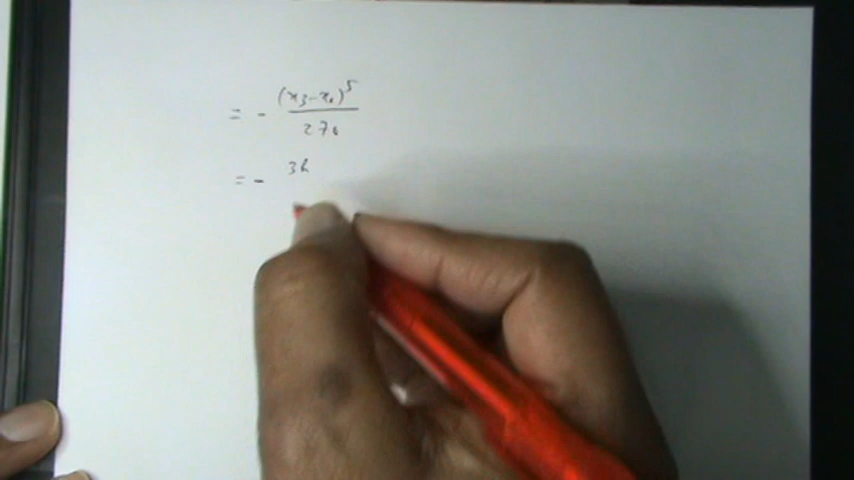 = - (x₃-x₀)⁵ / 270
= - 3h